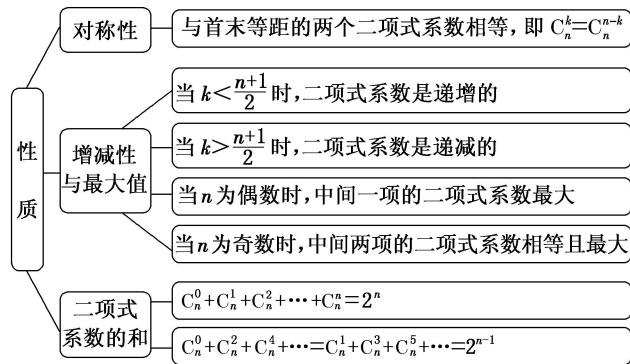 性质
对称性
与首末等距的两个二项式系数相等,即 C_n^k=C_n^{n-k}
增减性
与最大值
当 k<\frac{n+1}{2} 时,二项式系数是递增的
当 k>\frac{n+1}{2} 时,二项式系数是递减的
当 n 为偶数时,中间一项的二项式系数最大
当 n 为奇数时,中间两项的二项式系数相等且最大
二项式
系数的和
C_n^0+C_n^1+C_n^2+⋯+C_n^n=2^n
C_n^0+C_n^2+C_n^4+⋯=C_n^1+C_n^3+C_n^5+⋯=2^{n-1}